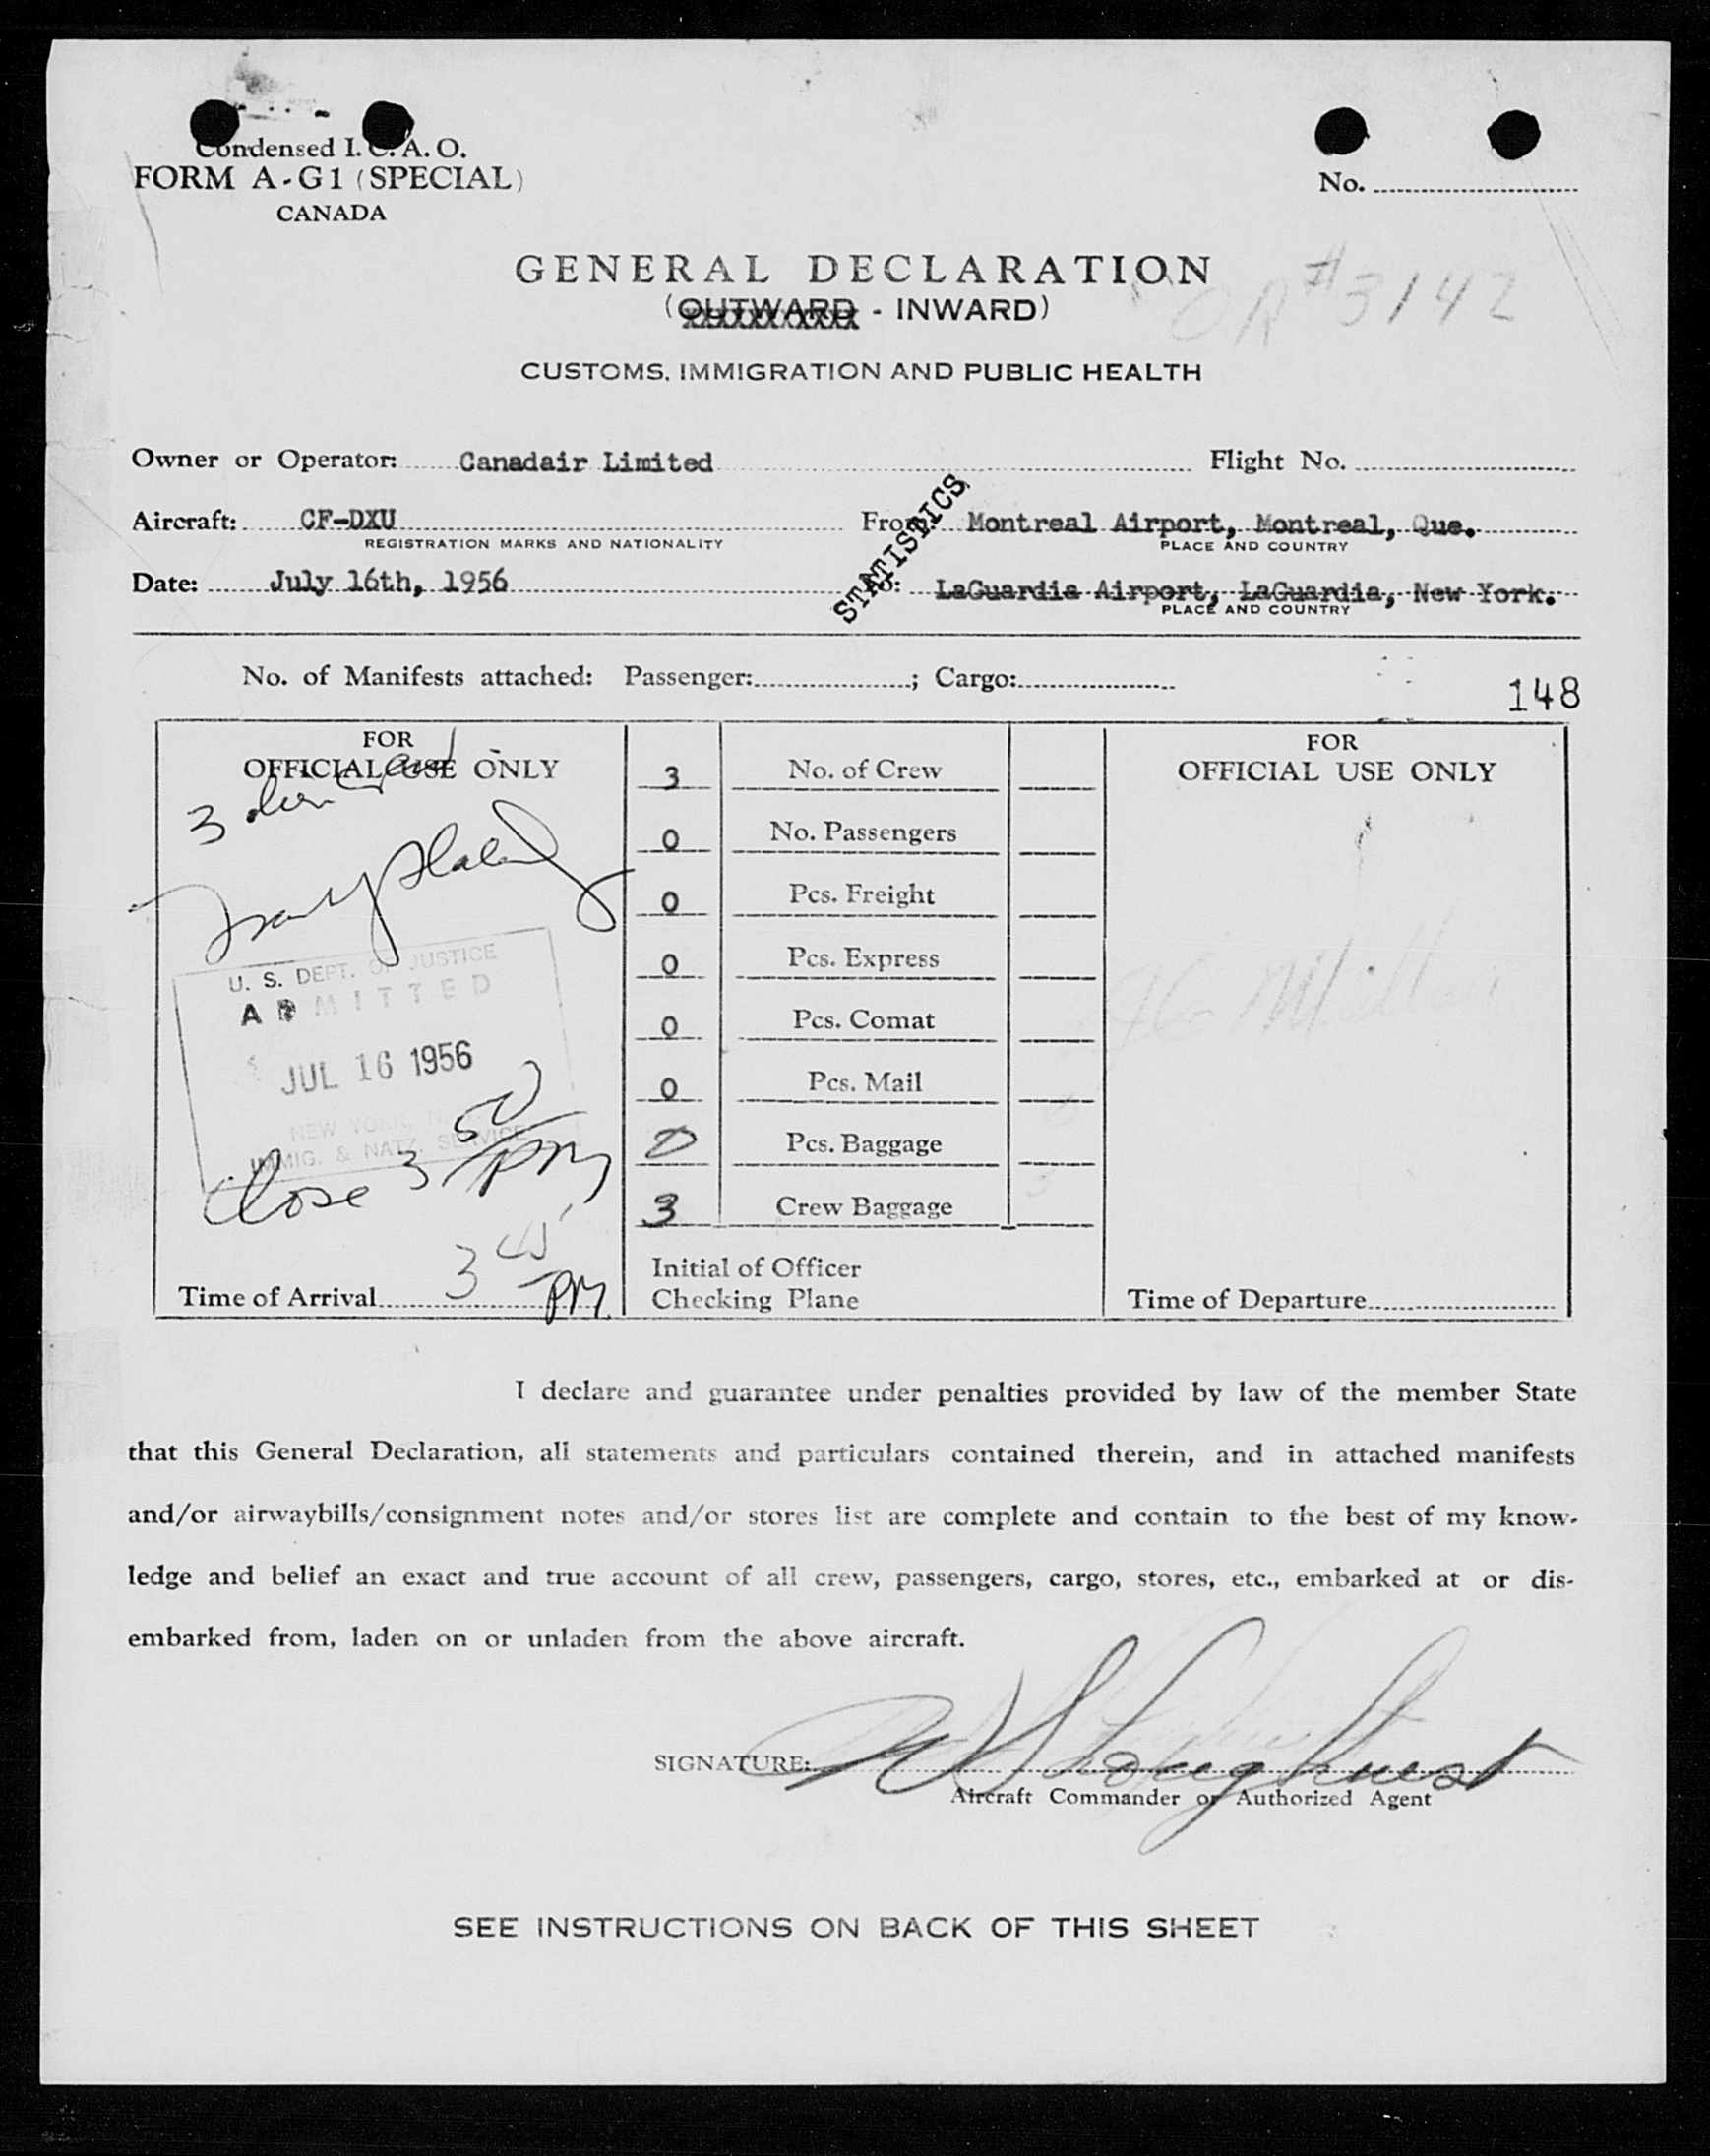 Condensed I.C.A.O.
FORM A-G1 (SPECIAL)
CANADA
No.
GENERAL DECLARATION
(OUTWARD - INWARD)
OR #3142
CUSTOMS, IMMIGRATION AND PUBLIC HEALTH
Owner or Operator: Canadair Limited Flight No.
Aircraft: CF-DXU From: Montreal Airport, Montreal, Que.
REGISTRATION MARKS AND NATIONALITY PLACE AND COUNTRY
STATISTICS
Date: July 16th, 1956 To: LaGuardia Airport, LaGuardia, New York.
PLACE AND COUNTRY
No. of Manifests attached: Passenger: ; Cargo:
148
FOR
OFFICIAL USE ONLY
3
U. S. DEPT. OF JUSTICE
ADMITTED
JUL 16 1956
NEW YORK, N.
IMMIG. & NATZ. SERVICE
Close 3 50 PM
Time of Arrival 3 45 PM
3 No. of Crew
0 No. Passengers
0 Pcs. Freight
0 Pcs. Express
0 Pcs. Comat
0 Pcs. Mail
0 Pcs. Baggage
3 Crew Baggage
Initial of Officer
Checking Plane
FOR
OFFICIAL USE ONLY
Time of Departure
I declare and guarantee under penalties provided by law of the member State
that this General Declaration, all statements and particulars contained therein, and in attached manifests
and/or airwaybills/consignment notes and/or stores list are complete and contain to the best of my know-
ledge and belief an exact and true account of all crew, passengers, cargo, stores, etc., embarked at or dis-
embarked from, laden on or unladen from the above aircraft.
SIGNATURE:
Aircraft Commander or Authorized Agent
SEE INSTRUCTIONS ON BACK OF THIS SHEET